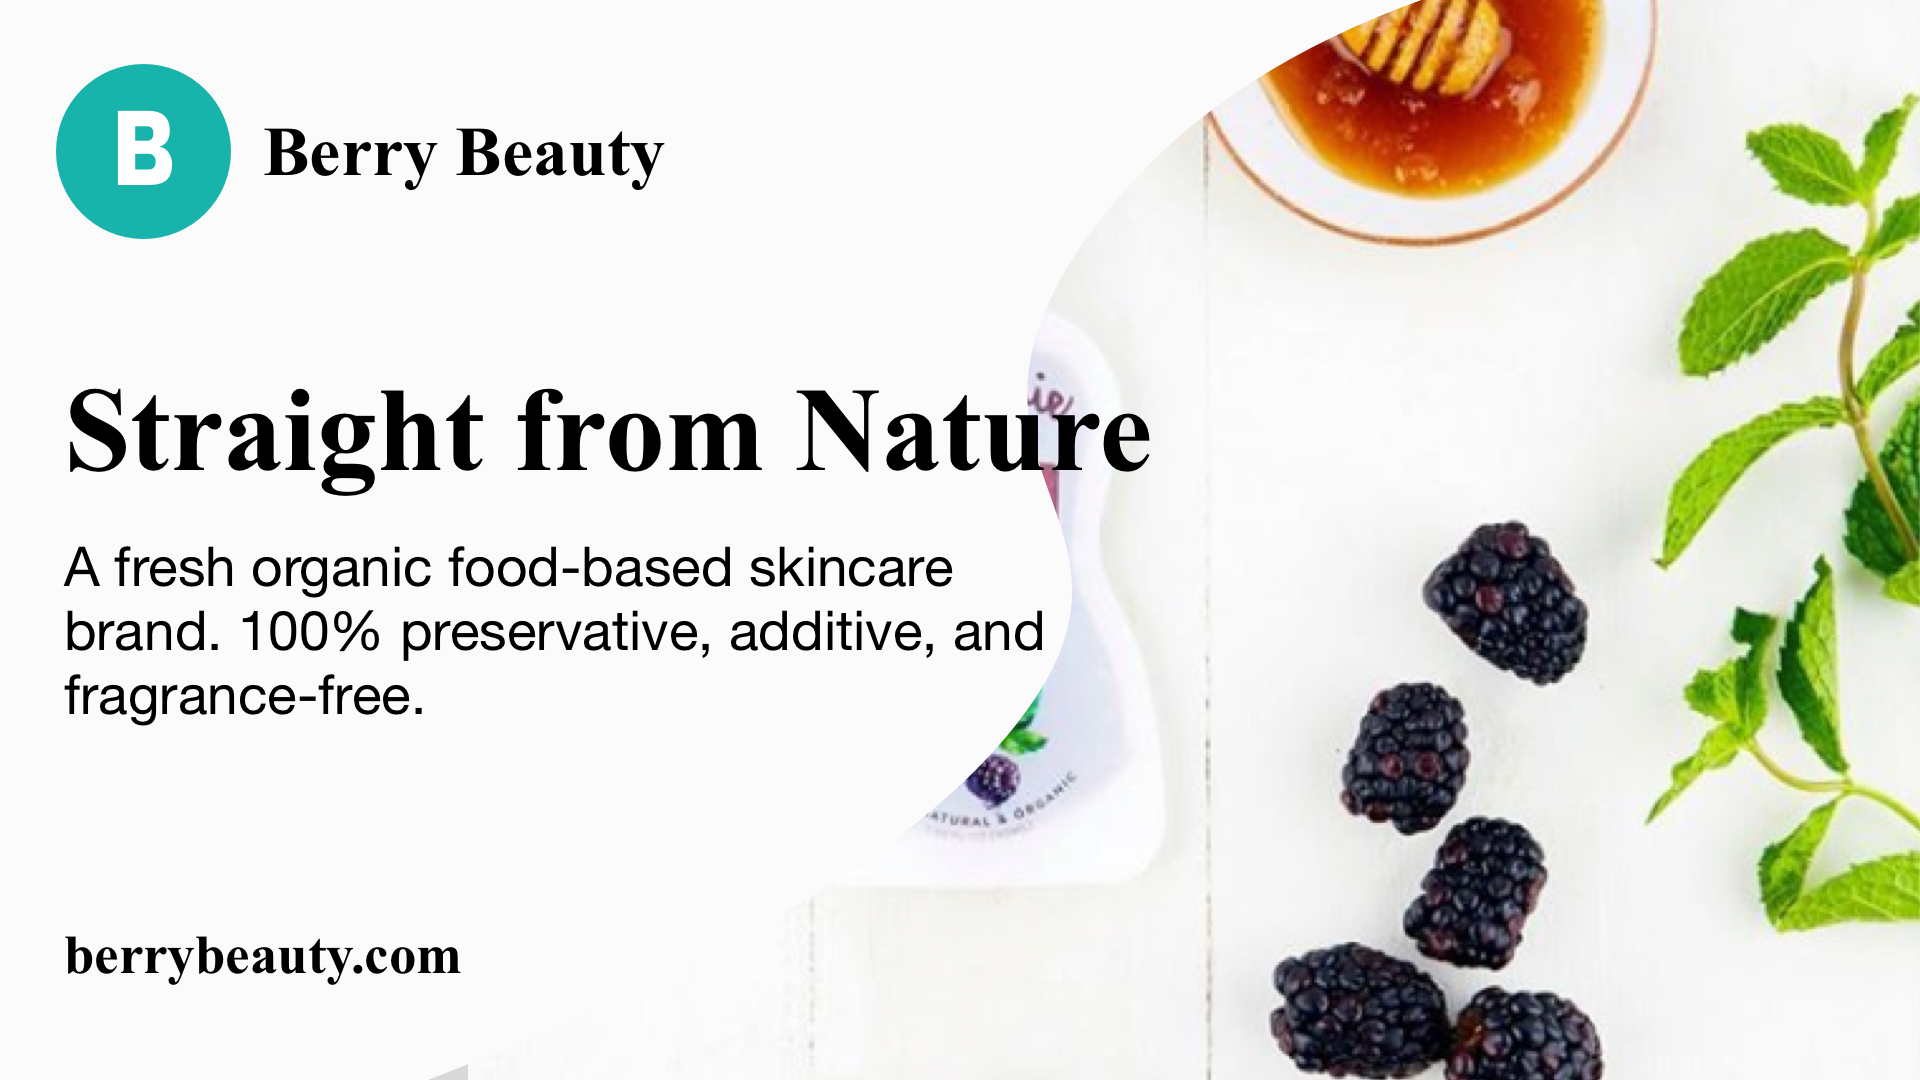 B
Berry Beauty
Straight from Nature
A fresh organic food-based skincare
brand. 100% preservative, additive, and
fragrance-free.
& ORGANIC
berrybeauty.com